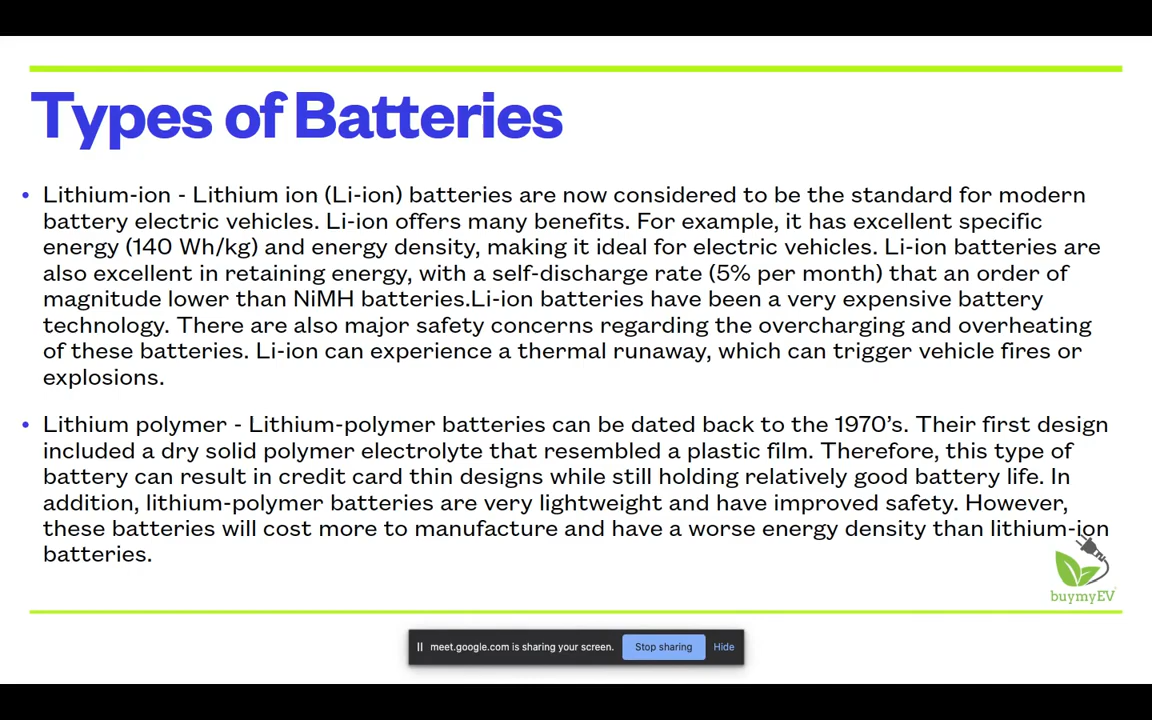 Types of Batteries
• Lithium-ion - Lithium ion (Li-ion) batteries are now considered to be the standard for modern
battery electric vehicles. Li-ion offers many benefits. For example, it has excellent specific
energy (140 Wh/kg) and energy density, making it ideal for electric vehicles. Li-ion batteries are
also excellent in retaining energy, with a self-discharge rate (5% per month) that an order of
magnitude lower than NiMH batteries.Li-ion batteries have been a very expensive battery
technology. There are also major safety concerns regarding the overcharging and overheating
of these batteries. Li-ion can experience a thermal runaway, which can trigger vehicle fires or
explosions.
• Lithium polymer - Lithium-polymer batteries can be dated back to the 1970’s. Their first design
included a dry solid polymer electrolyte that resembled a plastic film. Therefore, this type of
battery can result in credit card thin designs while still holding relatively good battery life. In
addition, lithium-polymer batteries are very lightweight and have improved safety. However,
these batteries will cost more to manufacture and have a worse energy density than lithium-ion
batteries.
buymyEV
meet.google.com is sharing your screen. Stop sharing Hide